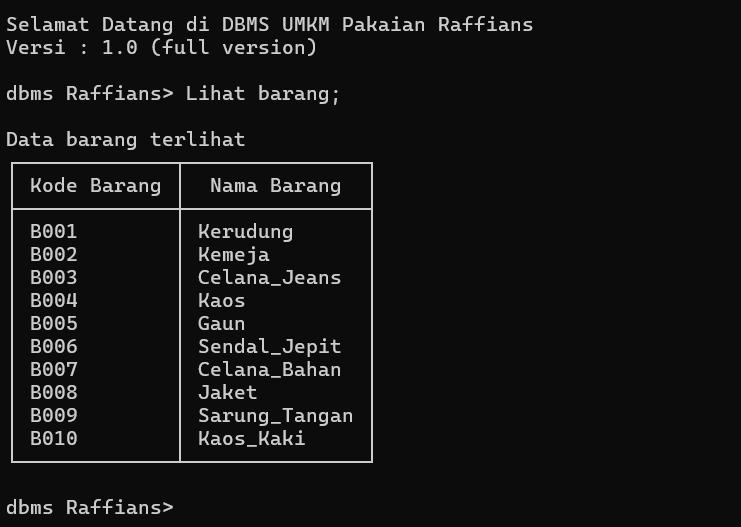 Selamat Datang di DBMS UMKM Pakaian Raffians
Versi : 1.0 (full version)
dbms Raffians> Lihat barang;
Data barang terlihat
Kode Barang Nama Barang
B001 Kerudung
B002 Kemeja
B003 Celana_Jeans
B004 Kaos
B005 Gaun
B006 Sendal_Jepit
B007 Celana_Bahan
B008 Jaket
B009 Sarung_Tangan
B010 Kaos_Kaki
dbms Raffians>